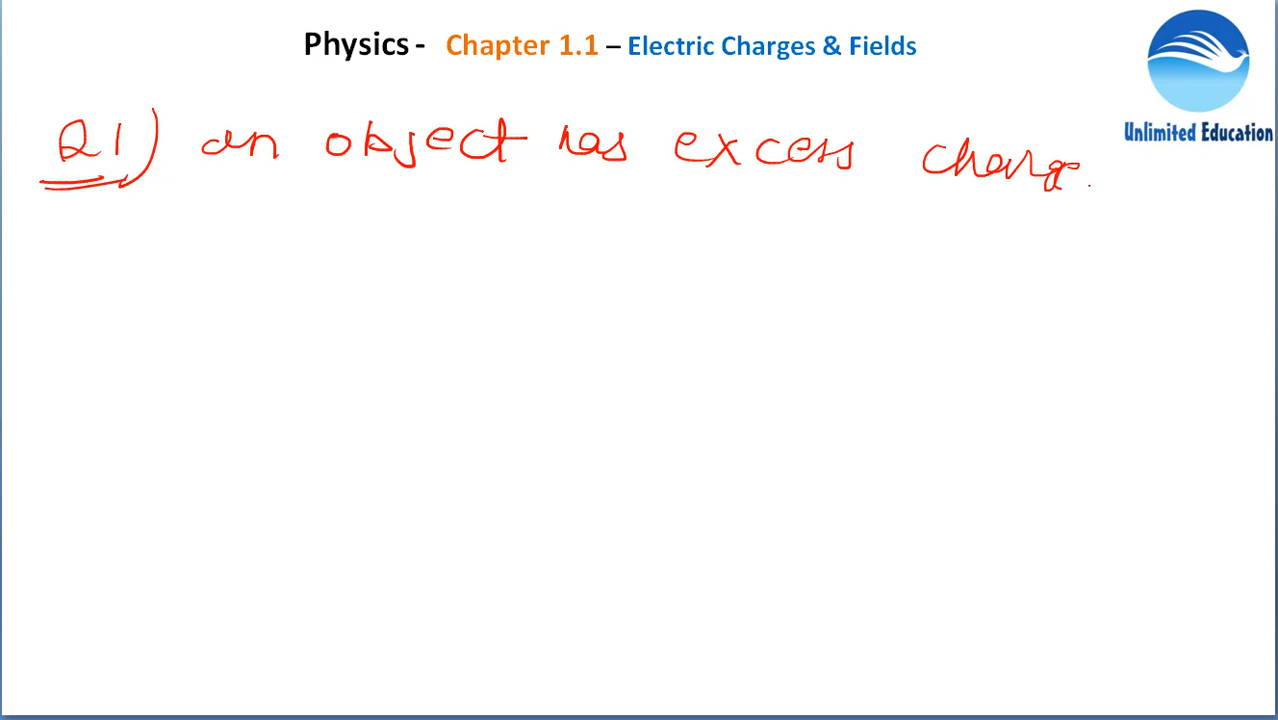 Physics - Chapter 1.1 – Electric Charges & Fields
Unlimited Education
Q1) an object has excess charge.